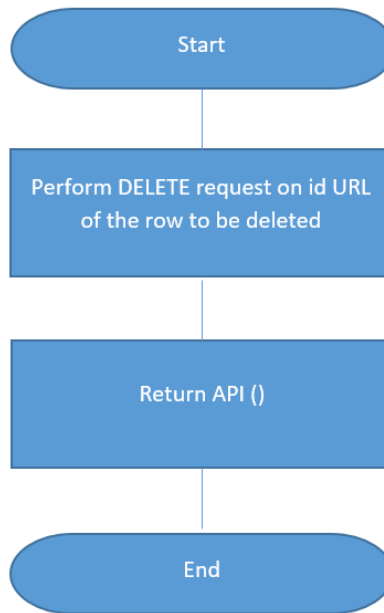 Start
Perform DELETE request on id URL
of the row to be deleted
Return API ()
End